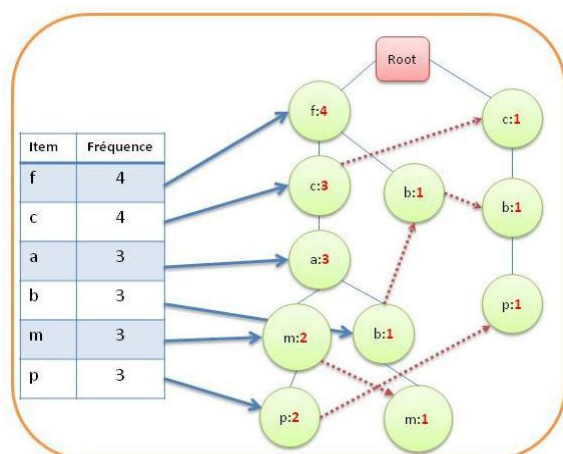 Root
f:4
c:1
Item Fréquence
f 4
c:3
b:1
b:1
c 4
a 3
a:3
b 3
p:1
m 3
m:2
b:1
p 3
p:2
m:1